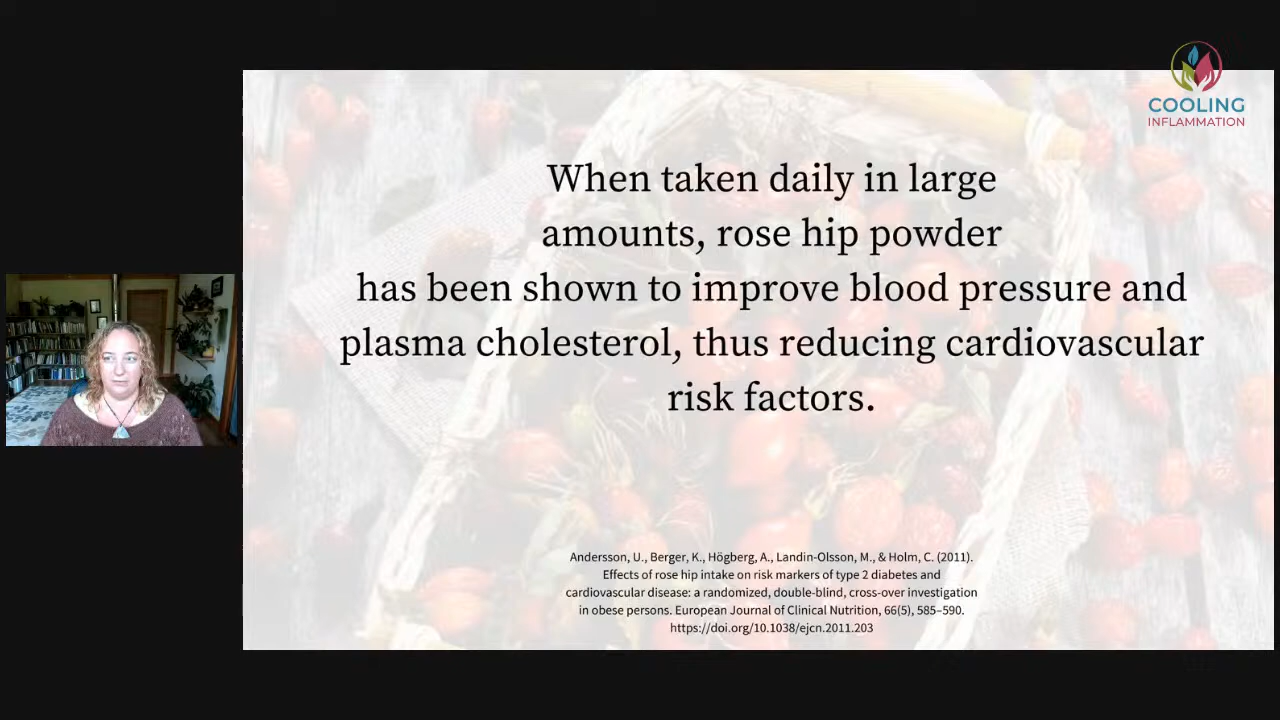 COOLING
INFLAMMATION
When taken daily in large
amounts, rose hip powder
has been shown to improve blood pressure and
plasma cholesterol, thus reducing cardiovascular
risk factors.
Andersson, U., Berger, K., Högberg, A., Landin-Olsson, M., & Holm, C. (2011).
Effects of rose hip intake on risk markers of type 2 diabetes and
cardiovascular disease: a randomized, double-blind, cross-over investigation
in obese persons. European Journal of Clinical Nutrition, 66(5), 585–590.
https://doi.org/10.1038/ejcn.2011.203